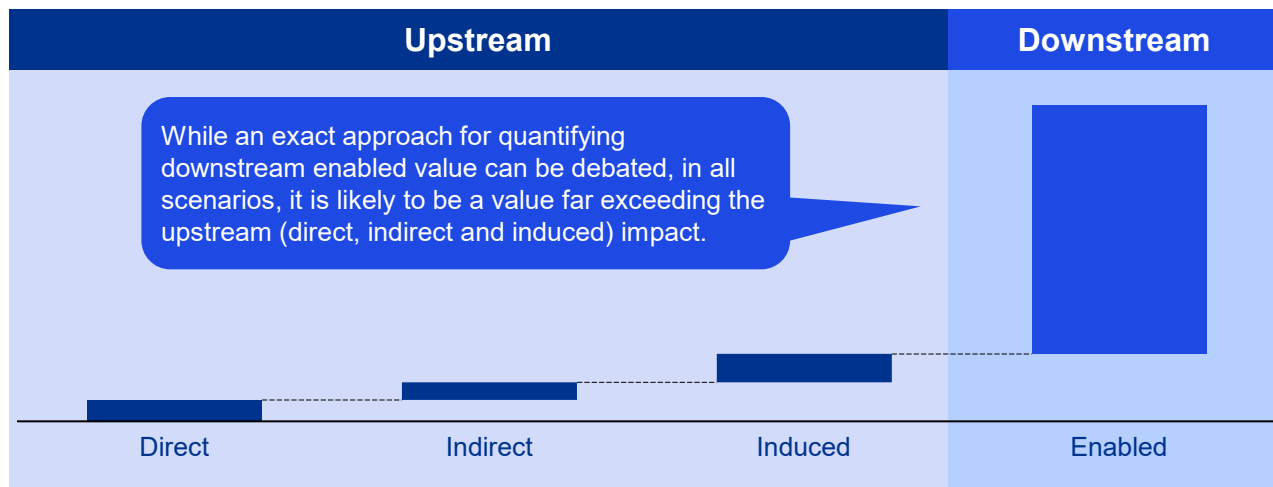 Upstream
Downstream
While an exact approach for quantifying
downstream enabled value can be debated, in all
scenarios, it is likely to be a value far exceeding the
upstream (direct, indirect and induced) impact.
Direct
Indirect
Induced
Enabled